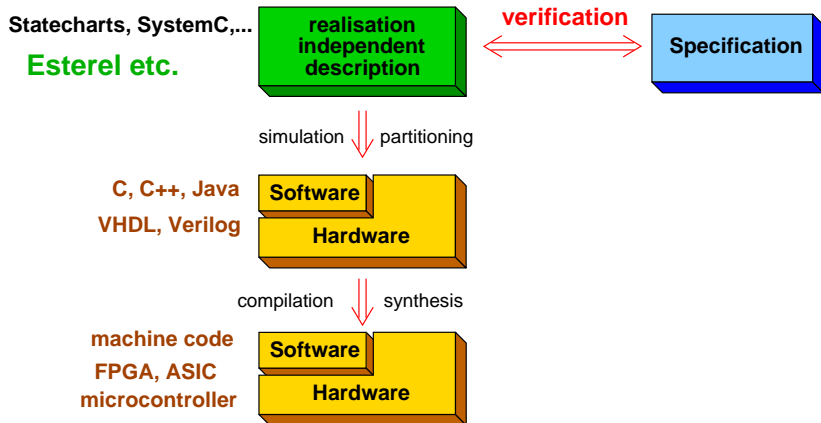 Statecharts, SystemC,...
Esterel etc.
realisation
independent
description
verification
Specification
simulation
partitioning
C, C++, Java
VHDL, Verilog
Software
Hardware
compilation
synthesis
machine code
FPGA, ASIC
microcontroller
Software
Hardware